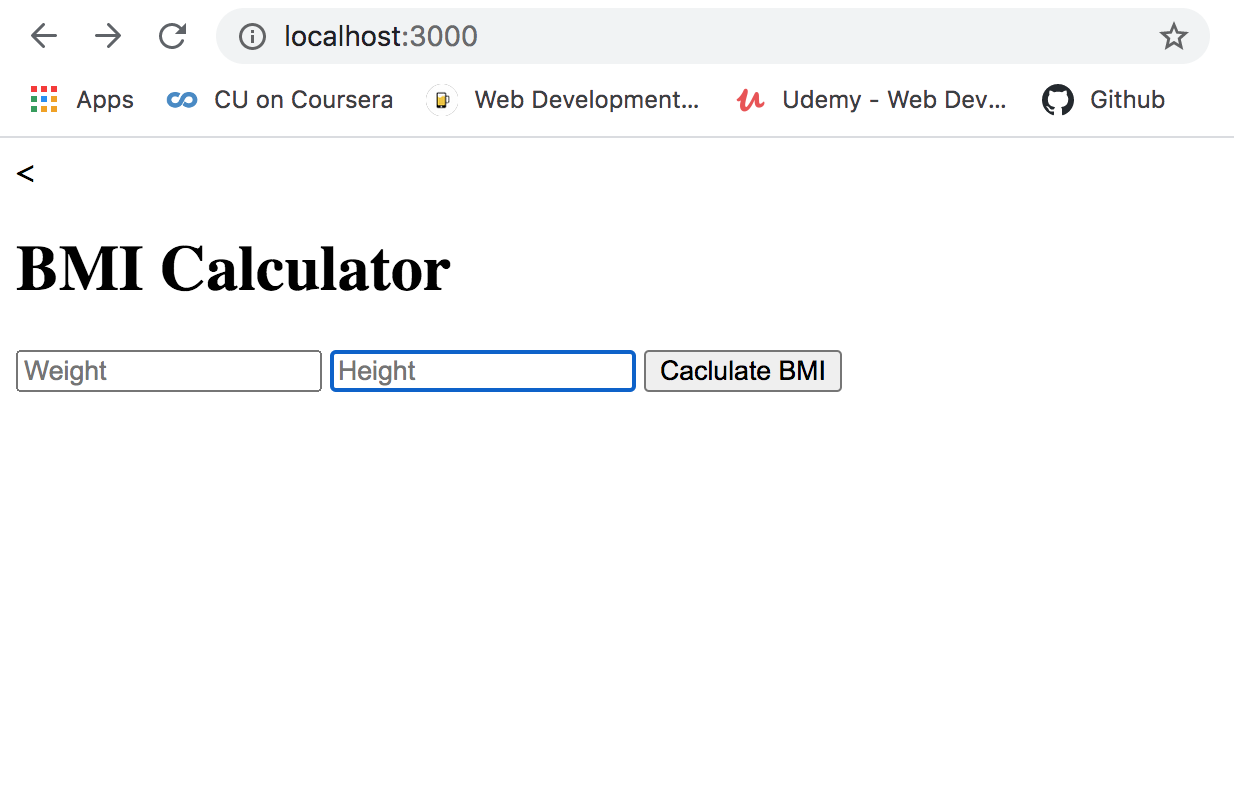 localhost:3000
Apps CU on Coursera Web Development... Udemy - Web Dev... Github
<
BMI Calculator
Weight Height Caclulate BMI